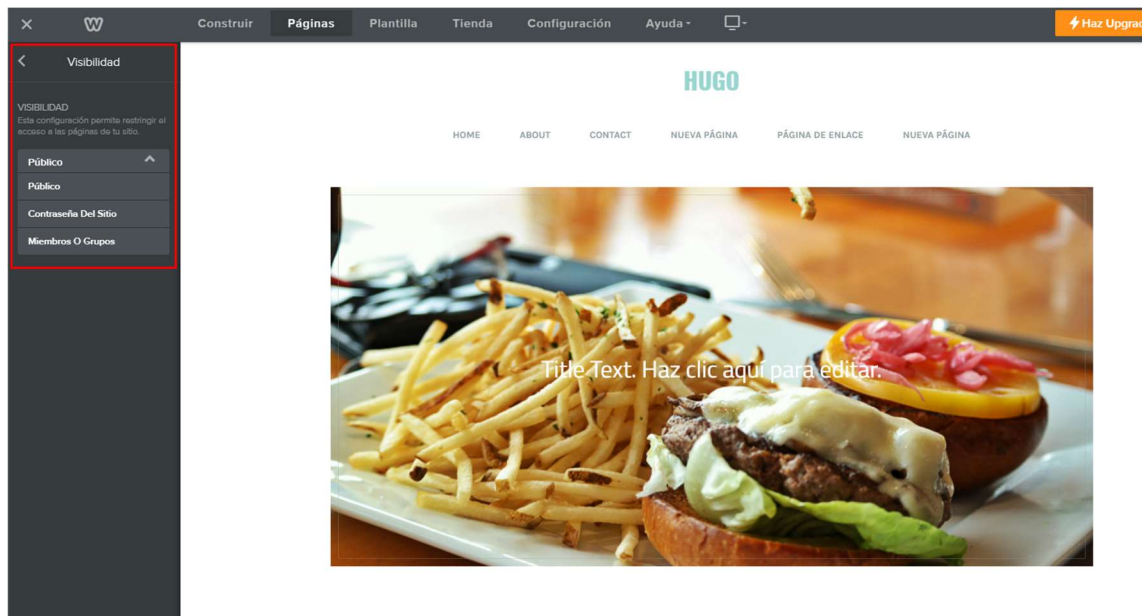 Construir Páginas Plantilla Tienda Configuración Ayuda
Haz Upgrad
Visibilidad
VISIBILIDAD
Esta configuración permite restringir el
acceso a las páginas de tu sitio.
Público
Público
Contraseña Del Sitio
Miembros O Grupos
HUGO
HOME ABOUT CONTACT NUEVA PÁGINA PÁGINA DE ENLACE NUEVA PÁGINA
Title Text. Haz clic aquí para editar.